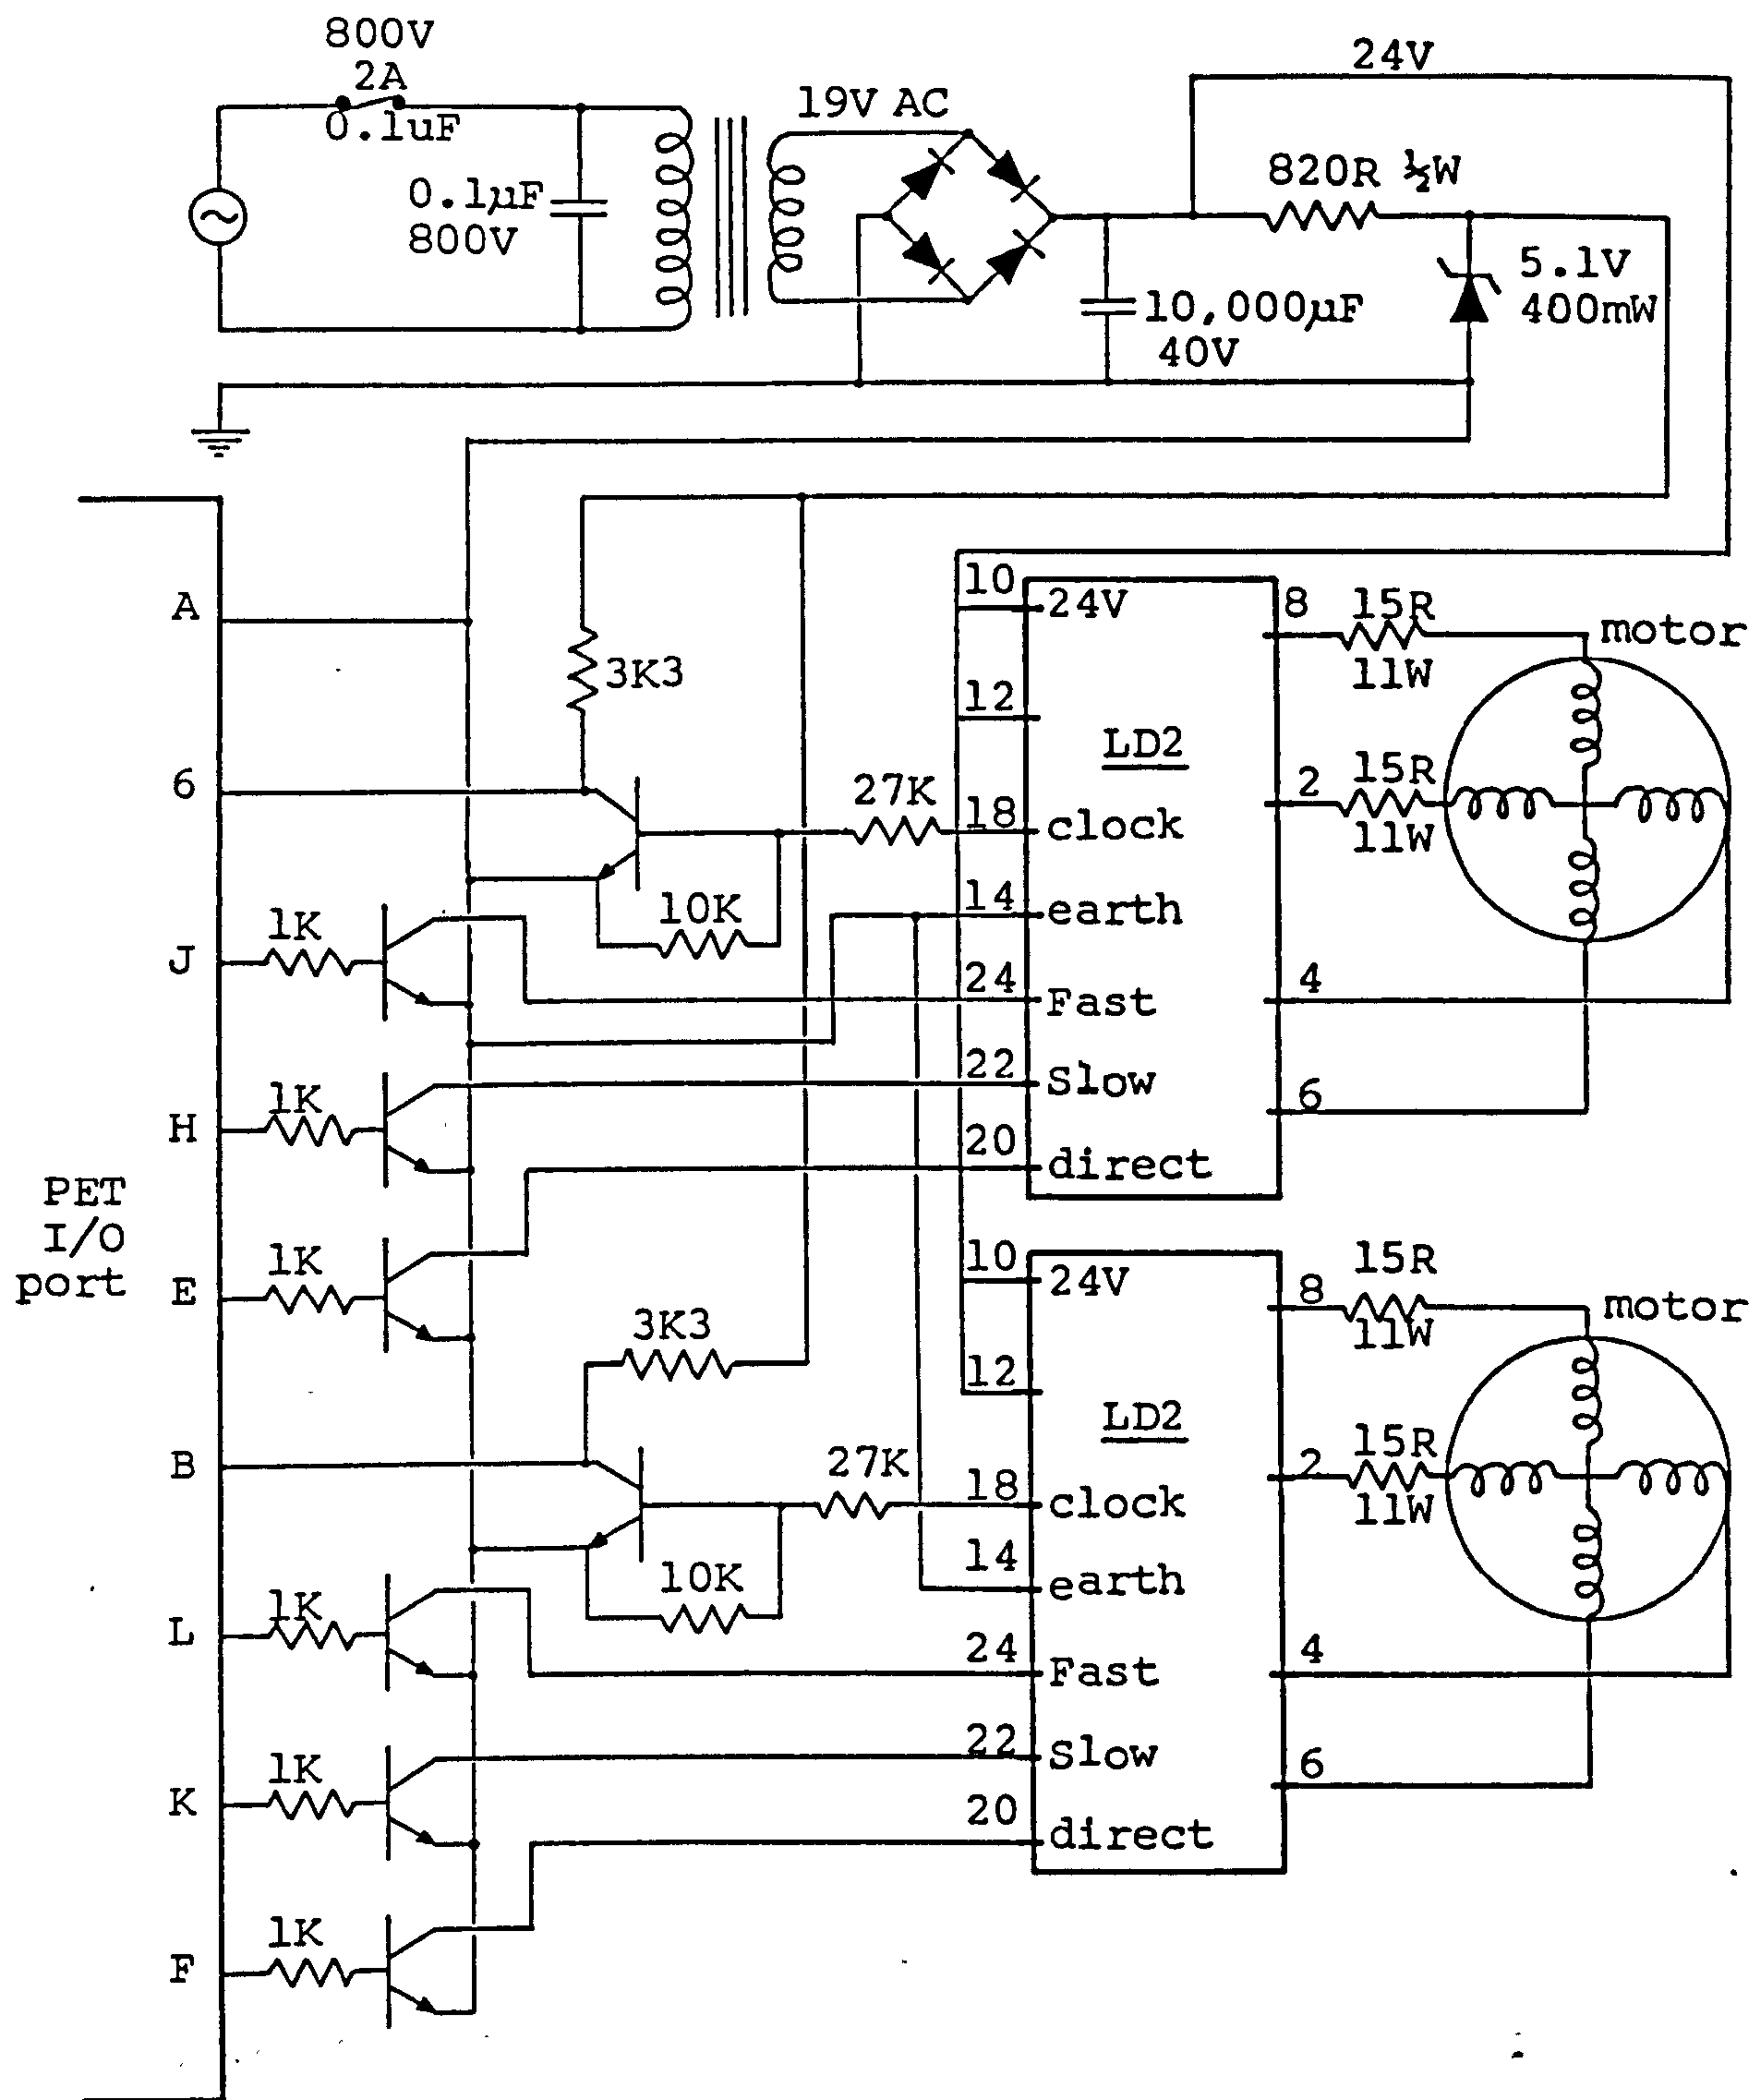 800V
2A
0.1uF
0.1µF
800V
19V AC
24V
820R ½W
5.1V
400mW
10,000µF
40V
A
6
J
H
E
B
L
K
F
PET
I/O
port
3K3
27K
10K
1K
1K
1K
3K3
27K
10K
1K
1K
1K
10
24V
12
LD2
18
clock
14
earth
24
Fast
22
Slow
20
direct
8
15R
11W
motor
2
15R
11W
4
6
10
24V
12
LD2
18
clock
14
earth
24
Fast
22
Slow
20
direct
8
15R
11W
motor
2
15R
11W
4
6